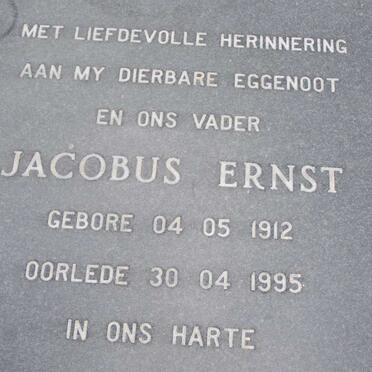 MET LIEFDEVOLLE HERINNERING
AAN MY DIERBARE EGGENOOT
EN ONS VADER
JACOBUS ERNST
GEBORE 04 05 1912
OORLEDE 30 04 1995
IN ONS HARTE